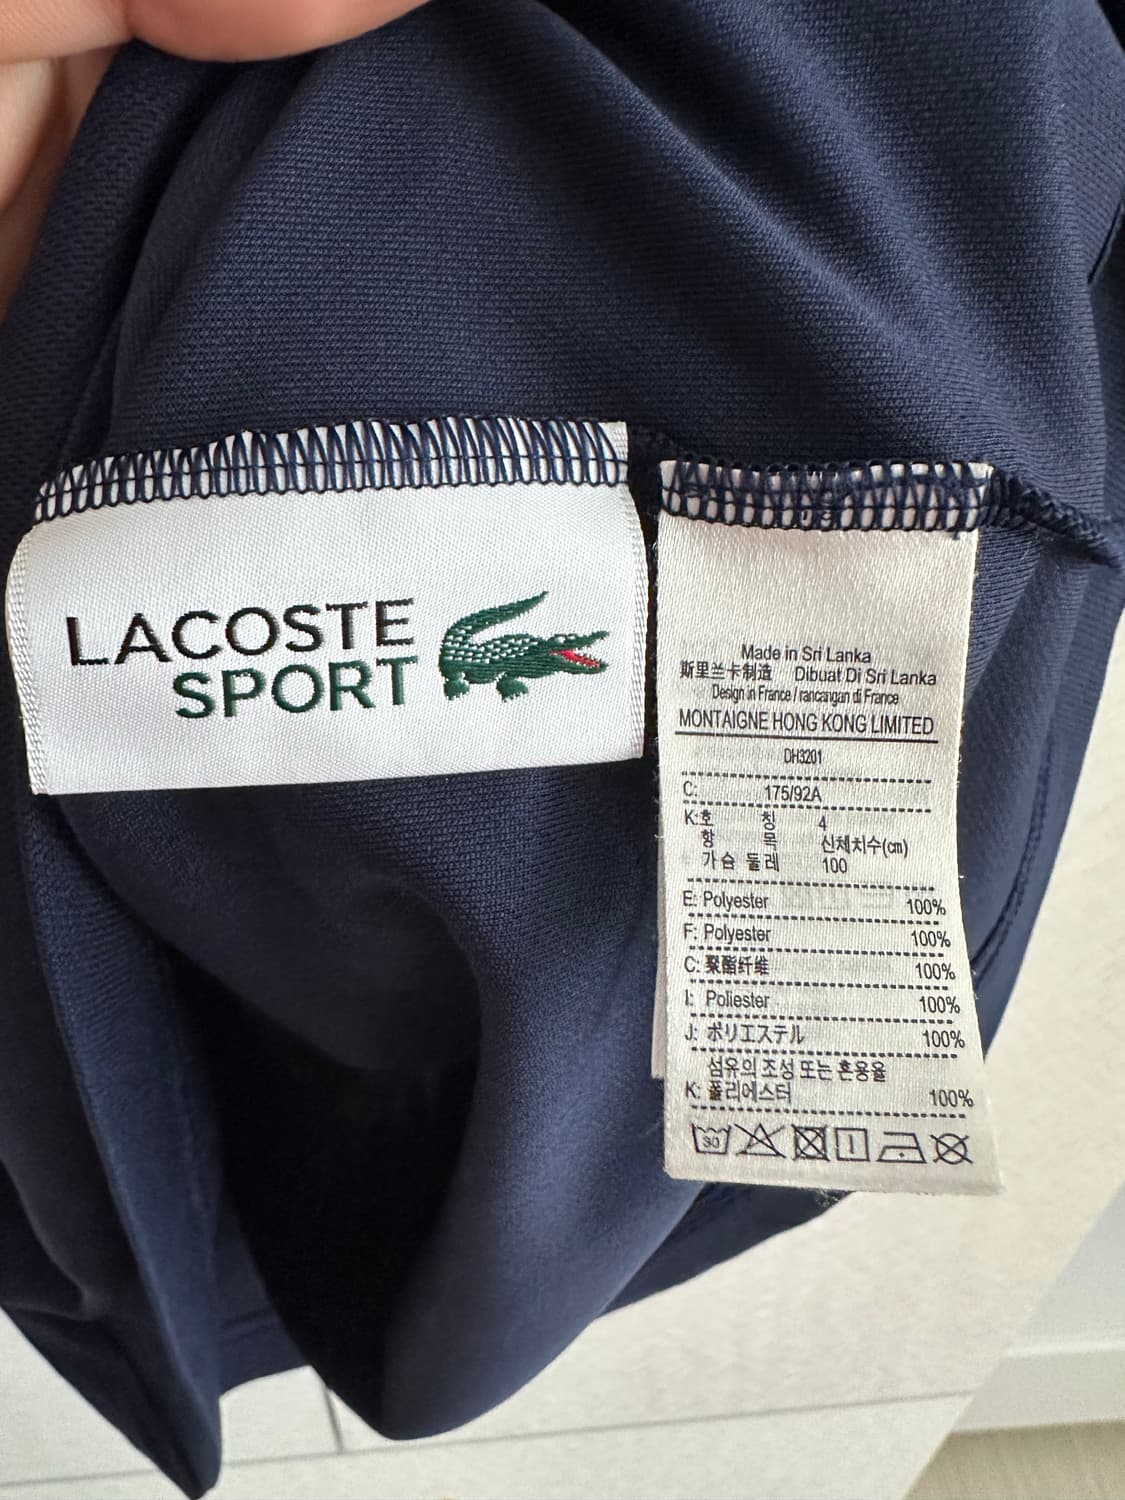 LACOSTE
SPORT
Made in Sri Lanka
斯里兰卡制造 Dibuat Di Sri Lanka
Design in France / rancangan di France
MONTAIGNE HONG KONG LIMITED
DH3201
C: 175/92A
K:호 칭 4
항 목 신체치수(cm)
가슴 둘레 100
E: Polyester 100%
F: Polyester 100%
C: 聚酯纤维 100%
I: Poliester 100%
J: ポリエステル 100%
섬유의 조성 또는 혼용율
K: 폴리에스터 100%
30